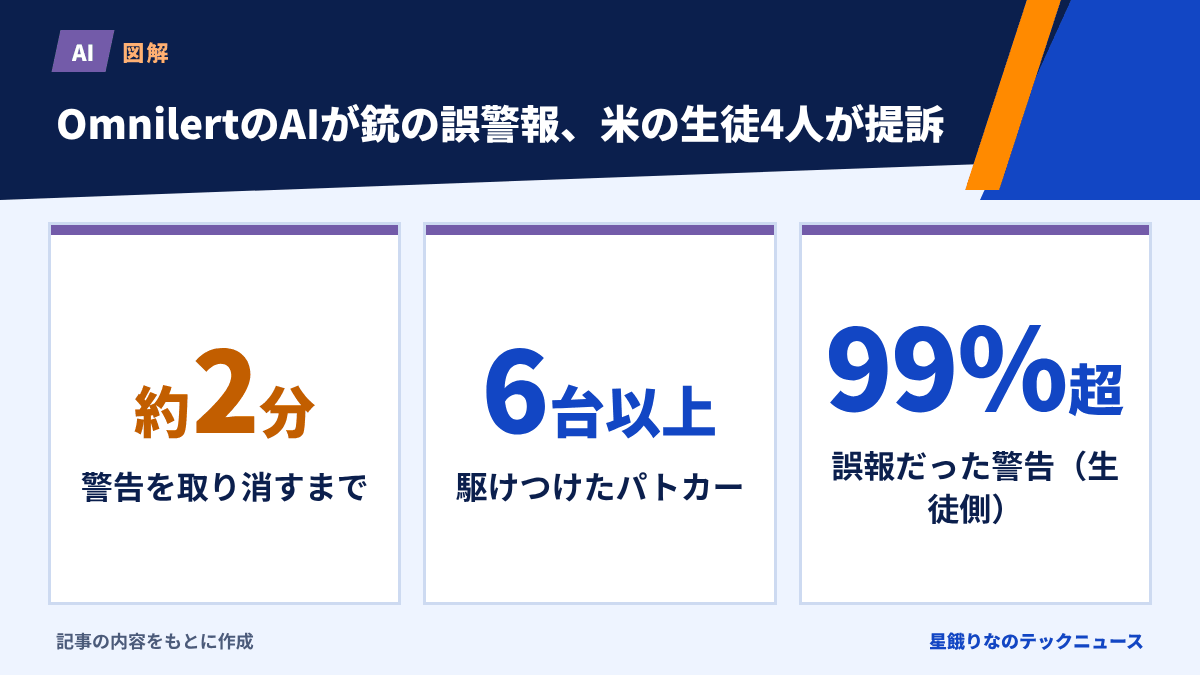 AI 図解
OmnilertのAIが銃の誤警報、米の生徒4人が提訴
約2分
警告を取り消すまで
6台以上
駆けつけたパトカー
99%超
誤報だった警告（生
徒側）
記事の内容をもとに作成
星餓りなのテックニュース